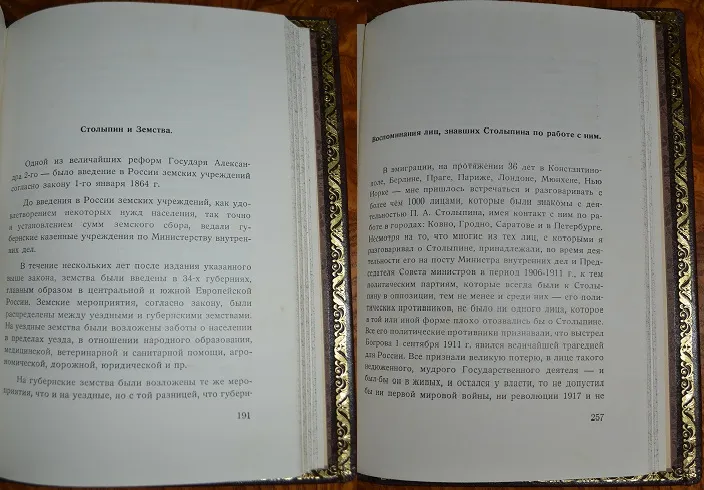 Столыпин и Земства.
Одной из величайших реформ Государя Алексан-
дра 2-го — было введение в России земских учреждений
согласно закону 1-го января 1864 г.
До введения в России земских учреждений, как удо-
влетворением некоторых нужд населения, так точно
и установлением сумм земского сбора, ведали гу-
бернские казенные учреждения по Министерству внутрен-
них дел.
В течение нескольких лет после издания указанного
выше закона, земства были введены в 34-х губерниях,
главным образом в центральной и южной Европейской
России. Земские мероприятия, согласно закону, были
распределены между уездными и губернскими земствами.
На уездные земства были возложены заботы о населении
в пределах уезда, в отношении народного образования,
медицинской, ветеринарной и санитарной помощи, агро-
номической, дорожной, юридической и пр.
На губернские земства были возложены те же меро-
приятия, что и на уездные, но с той разницей, что губерн-
191
Воспоминания лиц, знавших Столыпина по работе с ним.
В эмиграции, на протяжении 36 лет в Константино-
поле, Берлине, Праге, Париже, Лондоне, Мюнхене, Нью
Иорке — мне пришлось встречаться и разговаривать с
более чем 1000 лицами, которые были знакомы с дея-
тельностью П. А. Столыпина, имея контакт с ним по ра-
боте в городах: Ковно, Гродно, Саратове и в Петербурге.
Несмотря на то, что многие из тех лиц, с которыми я
разговаривал о Столыпине, принадлежали, во время дея-
тельности его на посту Министра внутренних дел и Пред-
седателя Совета министров в период 1906-1911 г., к тем
политическим партиям, которые всегда были к Столы-
пину в оппозиции, тем не менее и среди них — его поли-
тических противников, не было ни одного лица, которое
в той или иной форме плохо отозвались бы о Столыпине.
Все его политические противники признавали, что выстрел
Богрова 1 сентября 1911 г. явился величайшей трагедией
для России. Все признали великую потерю, в лице такого
недюжинного, мудрого Государственного деятеля — и
был-бы он в живых, и остался у власти, то не допустил
бы ни первой мировой войны, ни революции 1917 и не
257